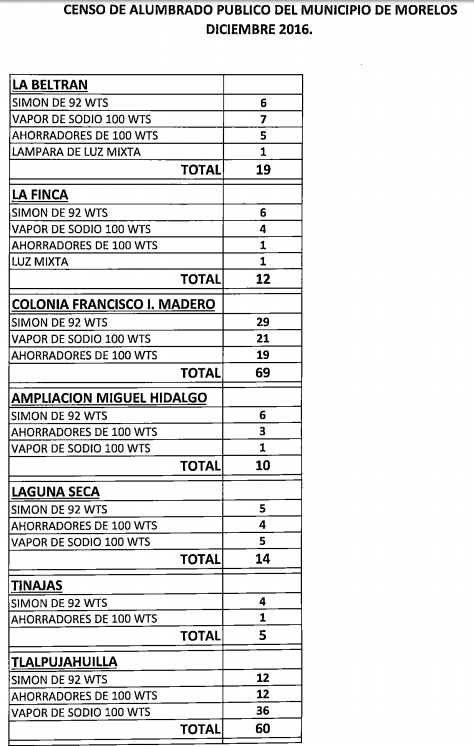 CENSO DE ALUMBRADO PUBLICO DEL MUNICIPIO DE MORELOS
DICIEMBRE 2016.
LA BELTRAN
SIMON DE 92 WTS 6
VAPOR DE SODIO 100 WTS 7
AHORRADORES DE 100 WTS 5
LAMPARA DE LUZ MIXTA 1
TOTAL 19
LA FINCA
SIMON DE 92 WTS 6
VAPOR DE SODIO 100 WTS 4
AHORRADORES DE 100 WTS 1
LUZ MIXTA 1
TOTAL 12
COLONIA FRANCISCO I. MADERO
SIMON DE 92 WTS 29
VAPOR DE SODIO 100 WTS 21
AHORRADORES DE 100 WTS 19
TOTAL 69
AMPLIACION MIGUEL HIDALGO
SIMON DE 92 WTS 6
AHORRADORES DE 100 WTS 3
VAPOR DE SODIO 100 WTS 1
TOTAL 10
LAGUNA SECA
SIMON DE 92 WTS 5
AHORRADORES DE 100 WTS 4
VAPOR DE SODIO 100 WTS 5
TOTAL 14
TINAJAS
SIMON DE 92 WTS 4
AHORRADORES DE 100 WTS 1
TOTAL 5
TLALPUJAHUILLA
SIMON DE 92 WTS 12
AHORRADORES DE 100 WTS 12
VAPOR DE SODIO 100 WTS 36
TOTAL 60